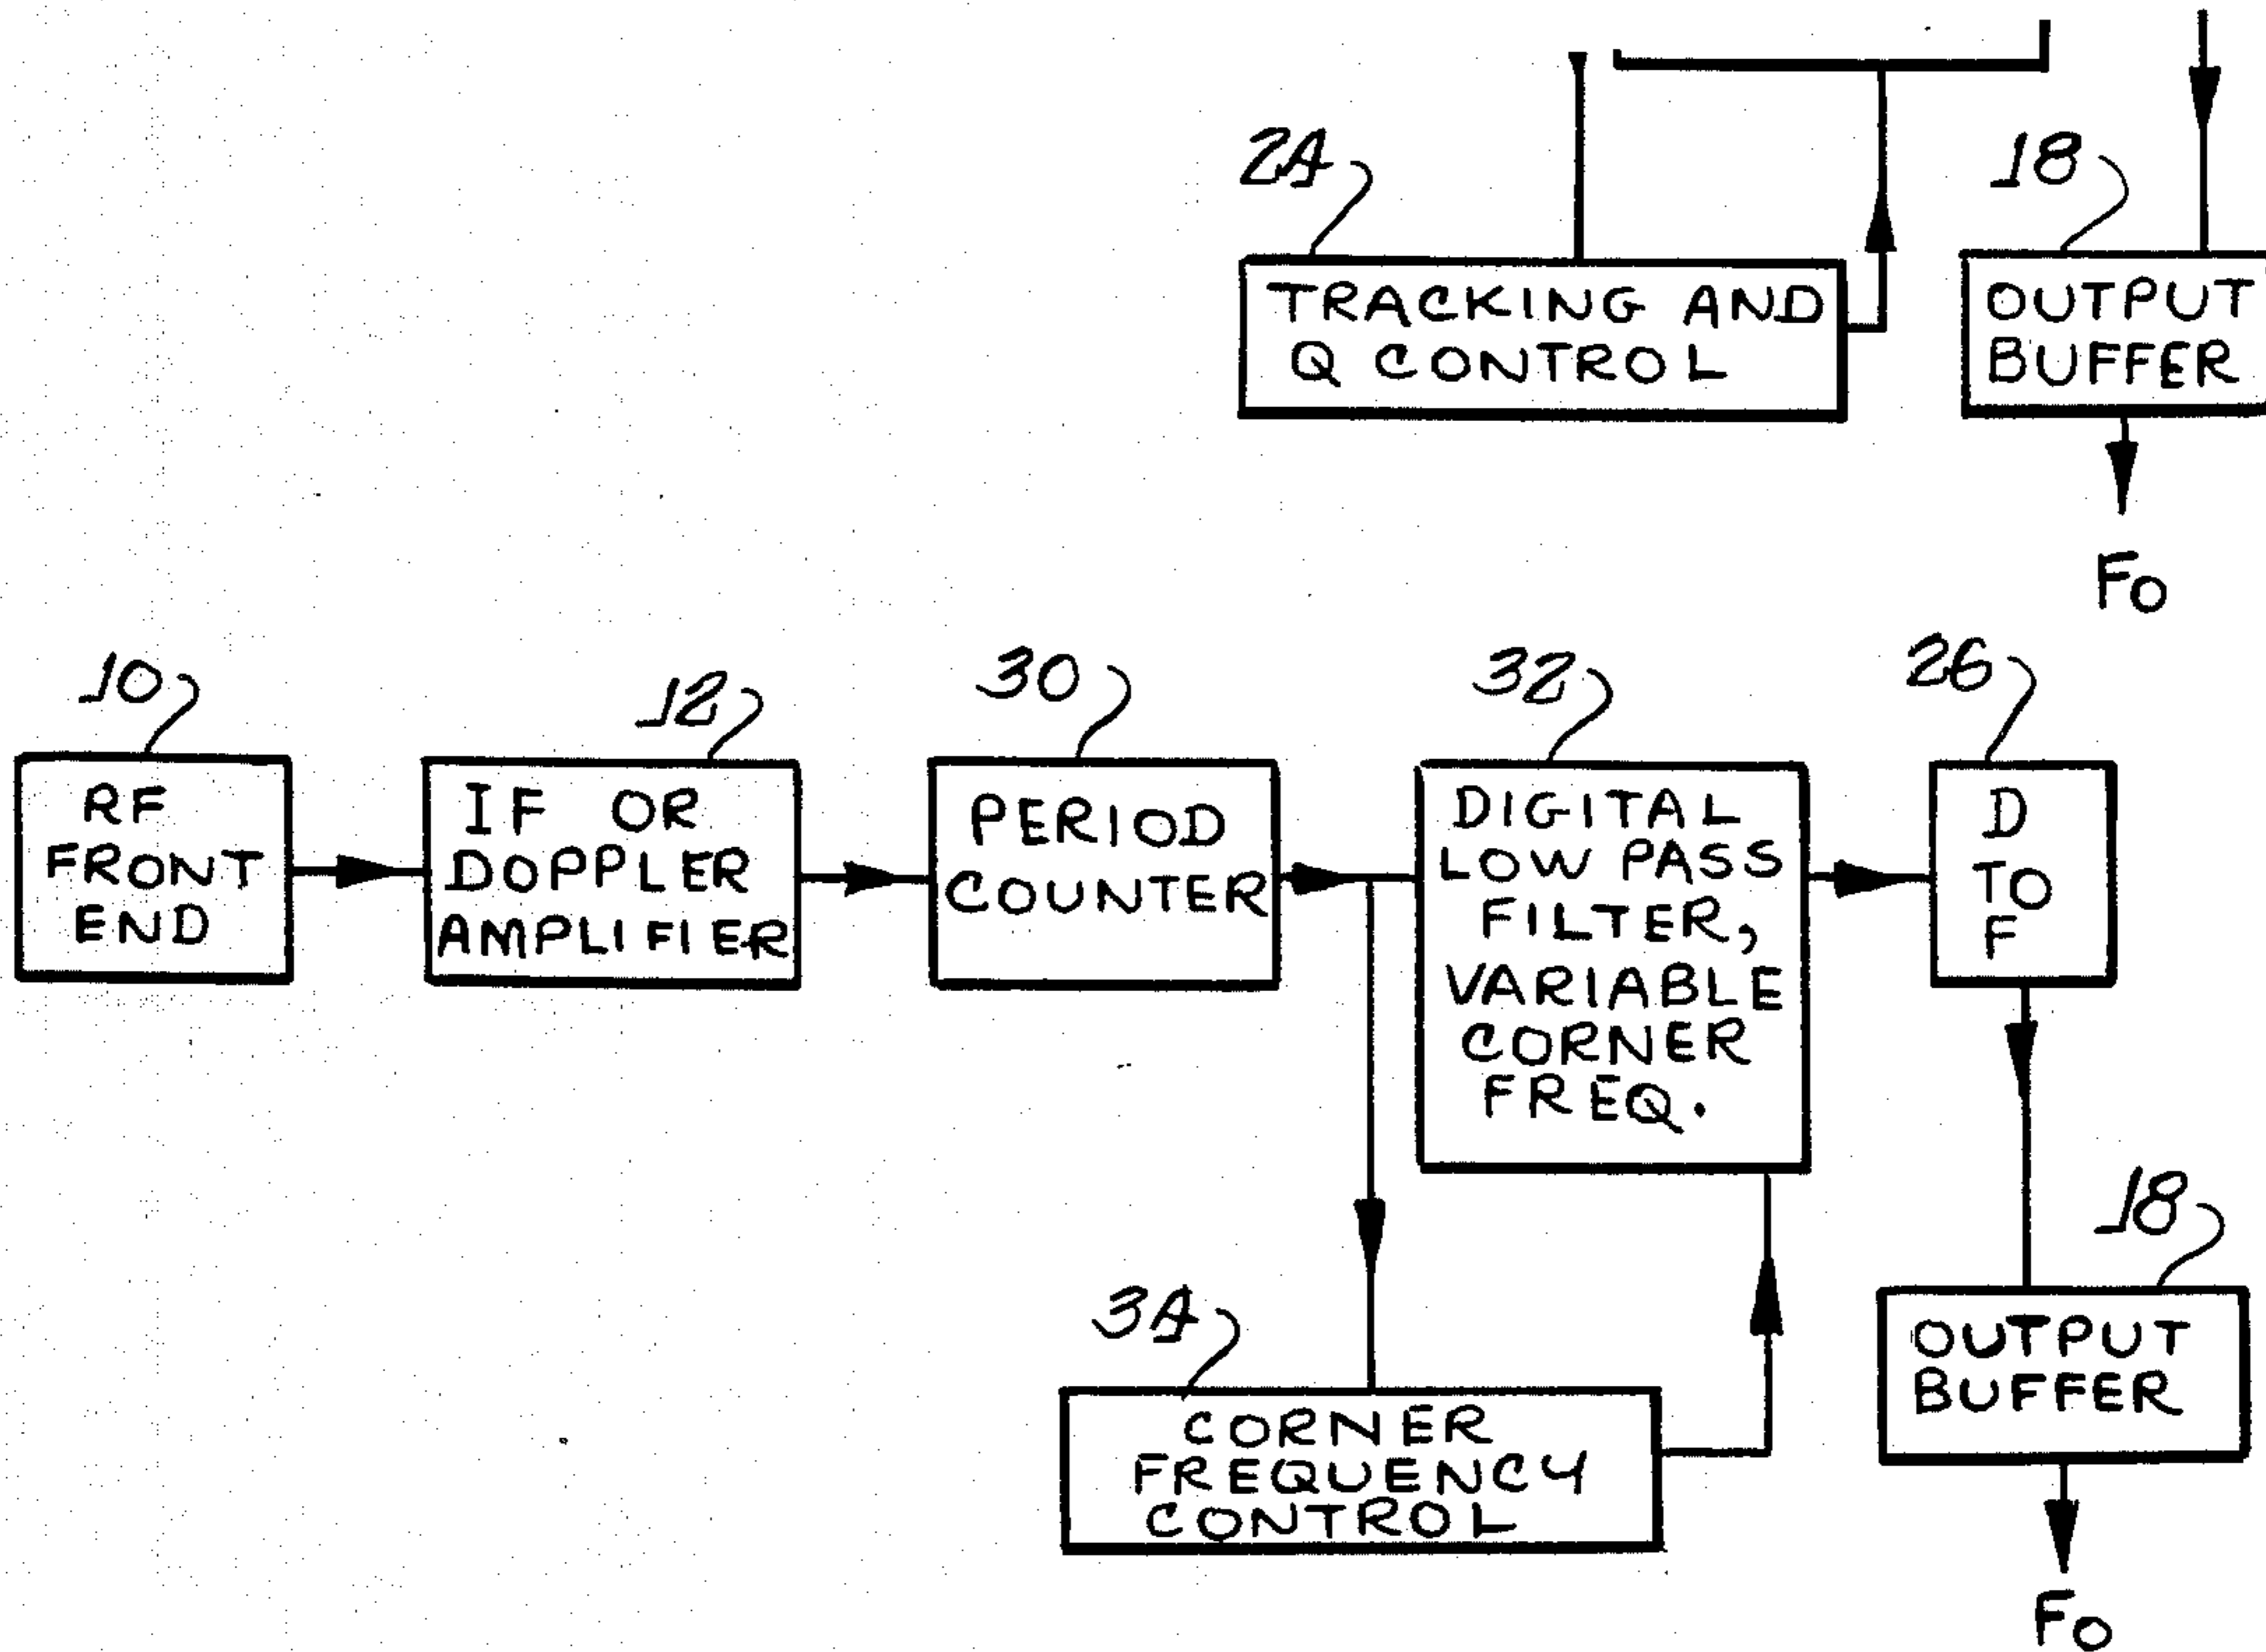 24
18
TRACKING AND
Q CONTROL
OUTPUT
BUFFER
Fo
10
12
30
32
26
RF
FRONT
END
IF OR
DOPPLER
AMPLIFIER
PERIOD
COUNTER
DIGITAL
LOW PASS
FILTER,
VARIABLE
CORNER
FREQ.
D
TO
F
34
CORNER
FREQUENCY
CONTROL
18
OUTPUT
BUFFER
Fo